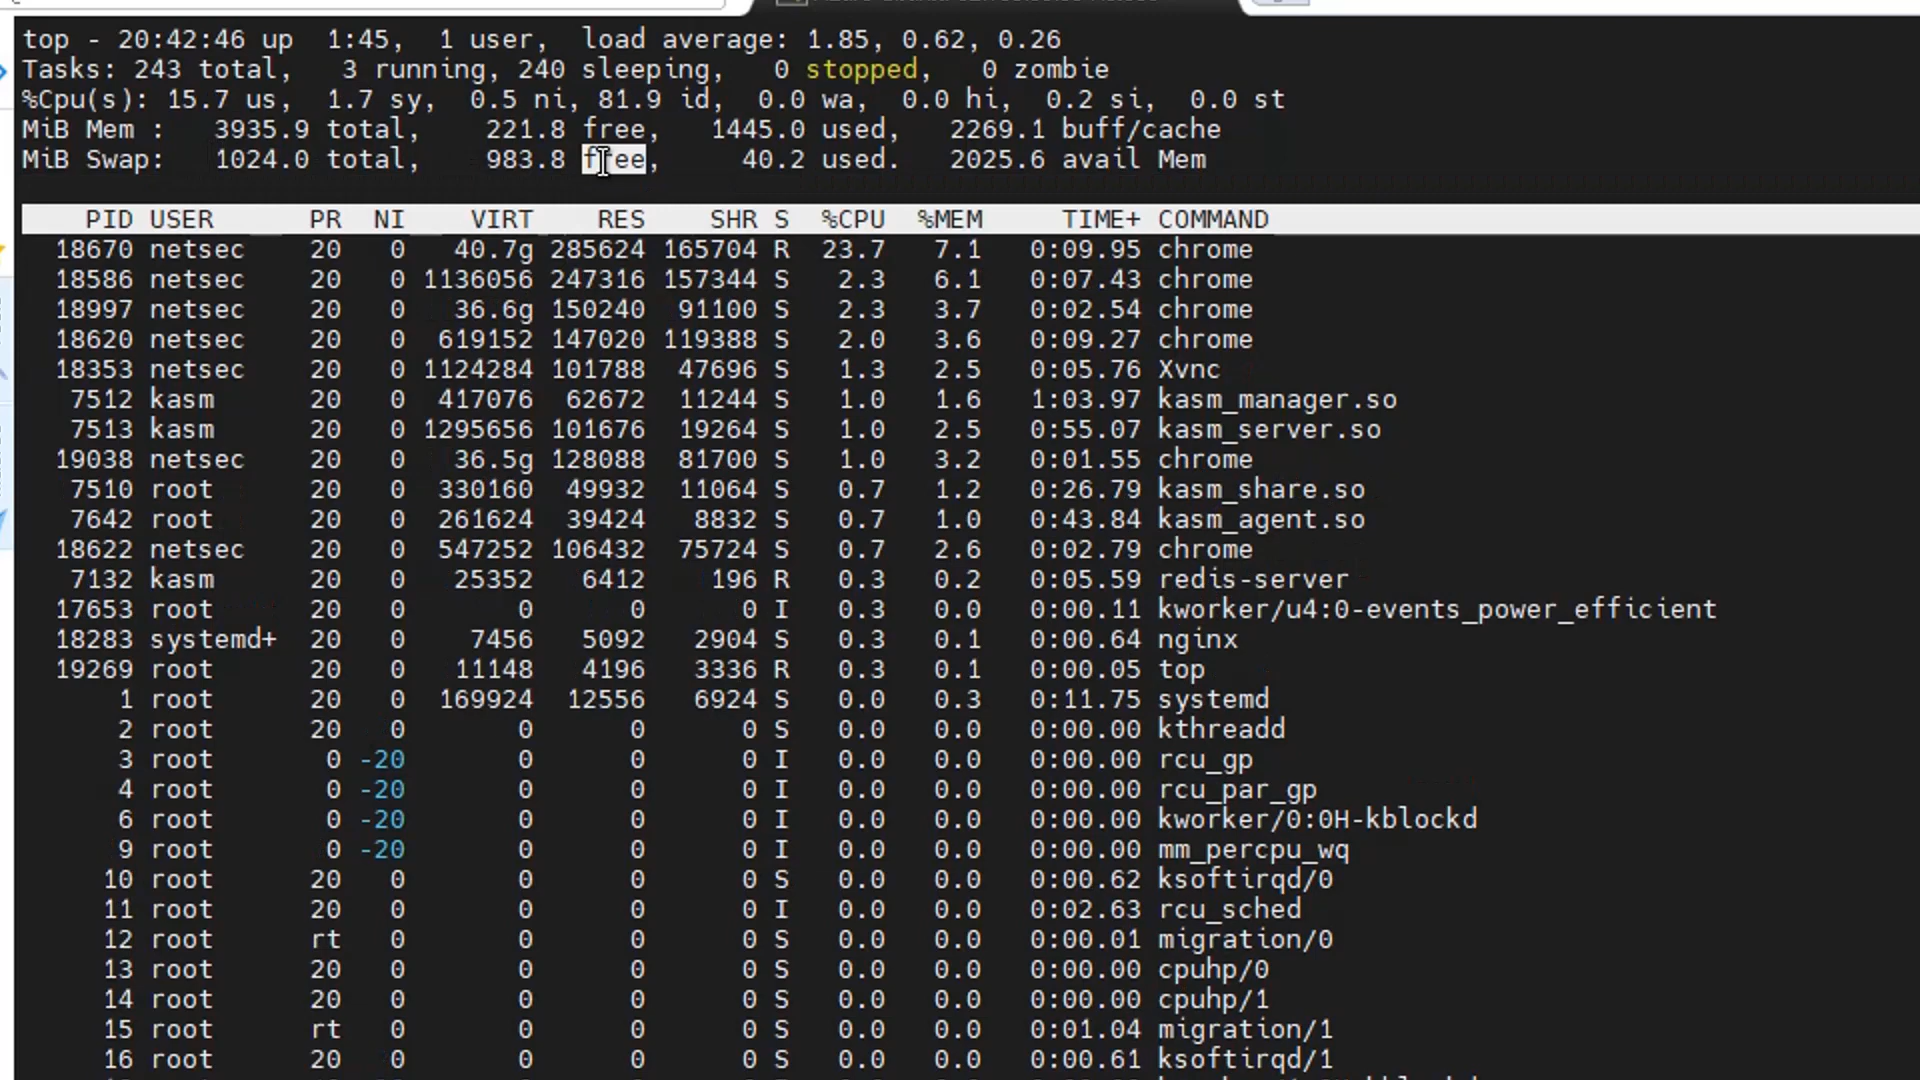 top - 20:42:46 up  1:45,  1 user,  load average: 1.85, 0.62, 0.26
Tasks: 243 total,   3 running, 240 sleeping,   0 stopped,   0 zombie
%Cpu(s): 15.7 us,  1.7 sy,  0.5 ni, 81.9 id,  0.0 wa,  0.0 hi,  0.2 si,  0.0 st
MiB Mem :   3935.9 total,    221.8 free,   1445.0 used,   2269.1 buff/cache
MiB Swap:   1024.0 total,    983.8 free,     40.2 used.   2025.6 avail Mem
PID USER PR NI VIRT RES SHR S %CPU %MEM TIME+ COMMAND
18670 netsec 20 0 40.7g 285624 165704 R 23.7 7.1 0:09.95 chrome
18586 netsec 20 0 1136056 247316 157344 S 2.3 6.1 0:07.43 chrome
18997 netsec 20 0 36.6g 150240 91100 S 2.3 3.7 0:02.54 chrome
18620 netsec 20 0 619152 147020 119388 S 2.0 3.6 0:09.27 chrome
18353 netsec 20 0 1124284 101788 47696 S 1.3 2.5 0:05.76 Xvnc
7512 kasm 20 0 417076 62672 11244 S 1.0 1.6 1:03.97 kasm_manager.so
7513 kasm 20 0 1295656 101676 19264 S 1.0 2.5 0:55.07 kasm_server.so
19038 netsec 20 0 36.5g 128088 81700 S 1.0 3.2 0:01.55 chrome
7510 root 20 0 330160 49932 11064 S 0.7 1.2 0:26.79 kasm_share.so
7642 root 20 0 261624 39424 8832 S 0.7 1.0 0:43.84 kasm_agent.so
18622 netsec 20 0 547252 106432 75724 S 0.7 2.6 0:02.79 chrome
7132 kasm 20 0 25352 6412 196 R 0.3 0.2 0:05.59 redis-server
17653 root 20 0 0 0 0 I 0.3 0.0 0:00.11 kworker/u4:0-events_power_efficient
18283 systemd+ 20 0 7456 5092 2904 S 0.3 0.1 0:00.64 nginx
19269 root 20 0 11148 4196 3336 R 0.3 0.1 0:00.05 top
1 root 20 0 169924 12556 6924 S 0.0 0.3 0:11.75 systemd
2 root 20 0 0 0 0 S 0.0 0.0 0:00.00 kthreadd
3 root 0 -20 0 0 0 I 0.0 0.0 0:00.00 rcu_gp
4 root 0 -20 0 0 0 I 0.0 0.0 0:00.00 rcu_par_gp
6 root 0 -20 0 0 0 I 0.0 0.0 0:00.00 kworker/0:0H-kblockd
9 root 0 -20 0 0 0 I 0.0 0.0 0:00.00 mm_percpu_wq
10 root 20 0 0 0 0 S 0.0 0.0 0:00.62 ksoftirqd/0
11 root 20 0 0 0 0 I 0.0 0.0 0:02.63 rcu_sched
12 root rt 0 0 0 0 S 0.0 0.0 0:00.01 migration/0
13 root 20 0 0 0 0 S 0.0 0.0 0:00.00 cpuhp/0
14 root 20 0 0 0 0 S 0.0 0.0 0:00.00 cpuhp/1
15 root rt 0 0 0 0 S 0.0 0.0 0:01.04 migration/1
16 root 20 0 0 0 0 S 0.0 0.0 0:00.61 ksoftirqd/1